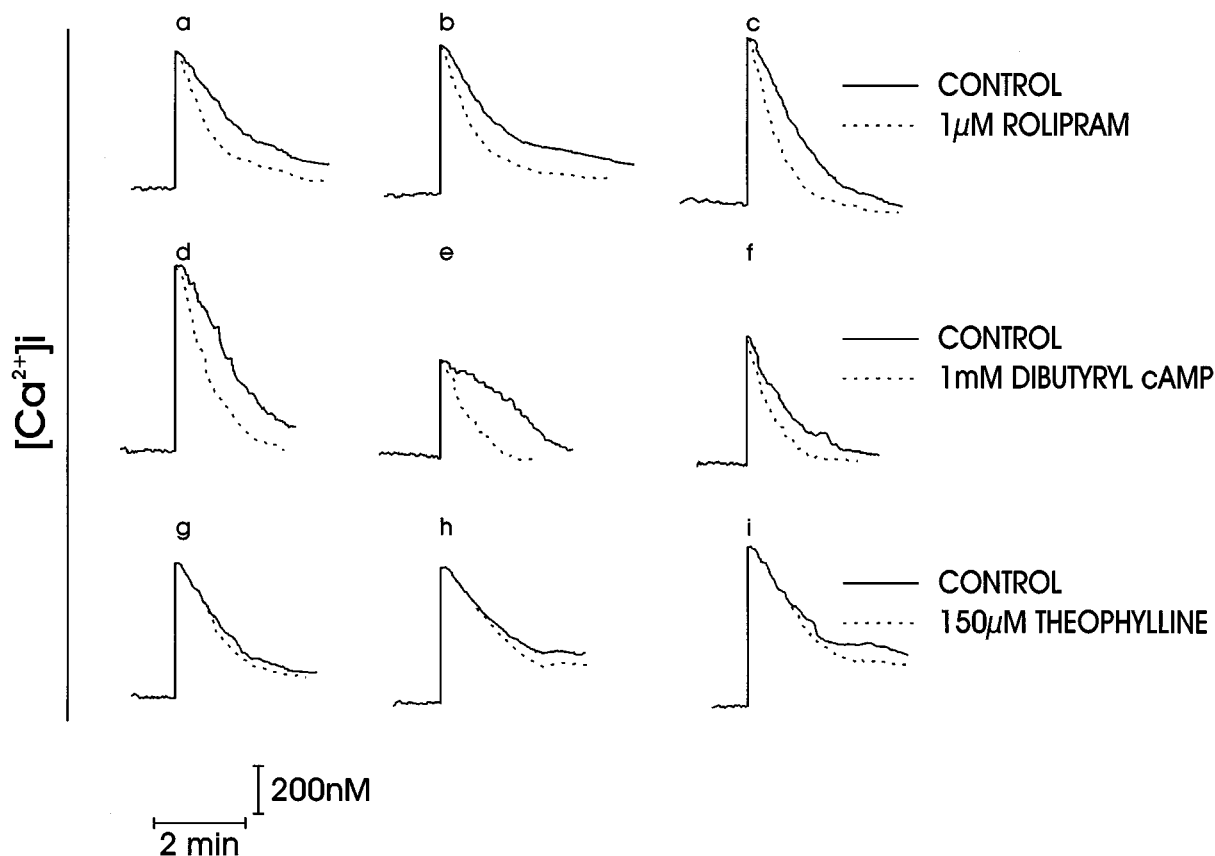 a
b
c
CONTROL
1µM ROLIPRAM
d
e
f
[Ca2+]i
CONTROL
1mM DIBUTYRYL cAMP
g
h
i
CONTROL
150µM THEOPHYLLINE
200nM
2 min